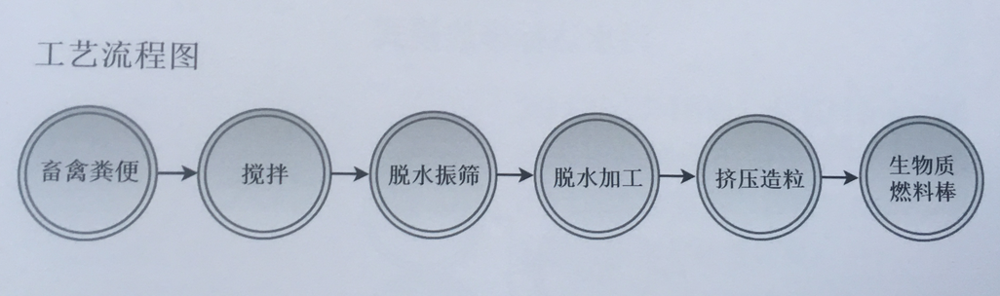 工艺流程图
畜禽粪便
搅拌
脱水振筛
脱水加工
挤压造粒
生物质
燃料棒